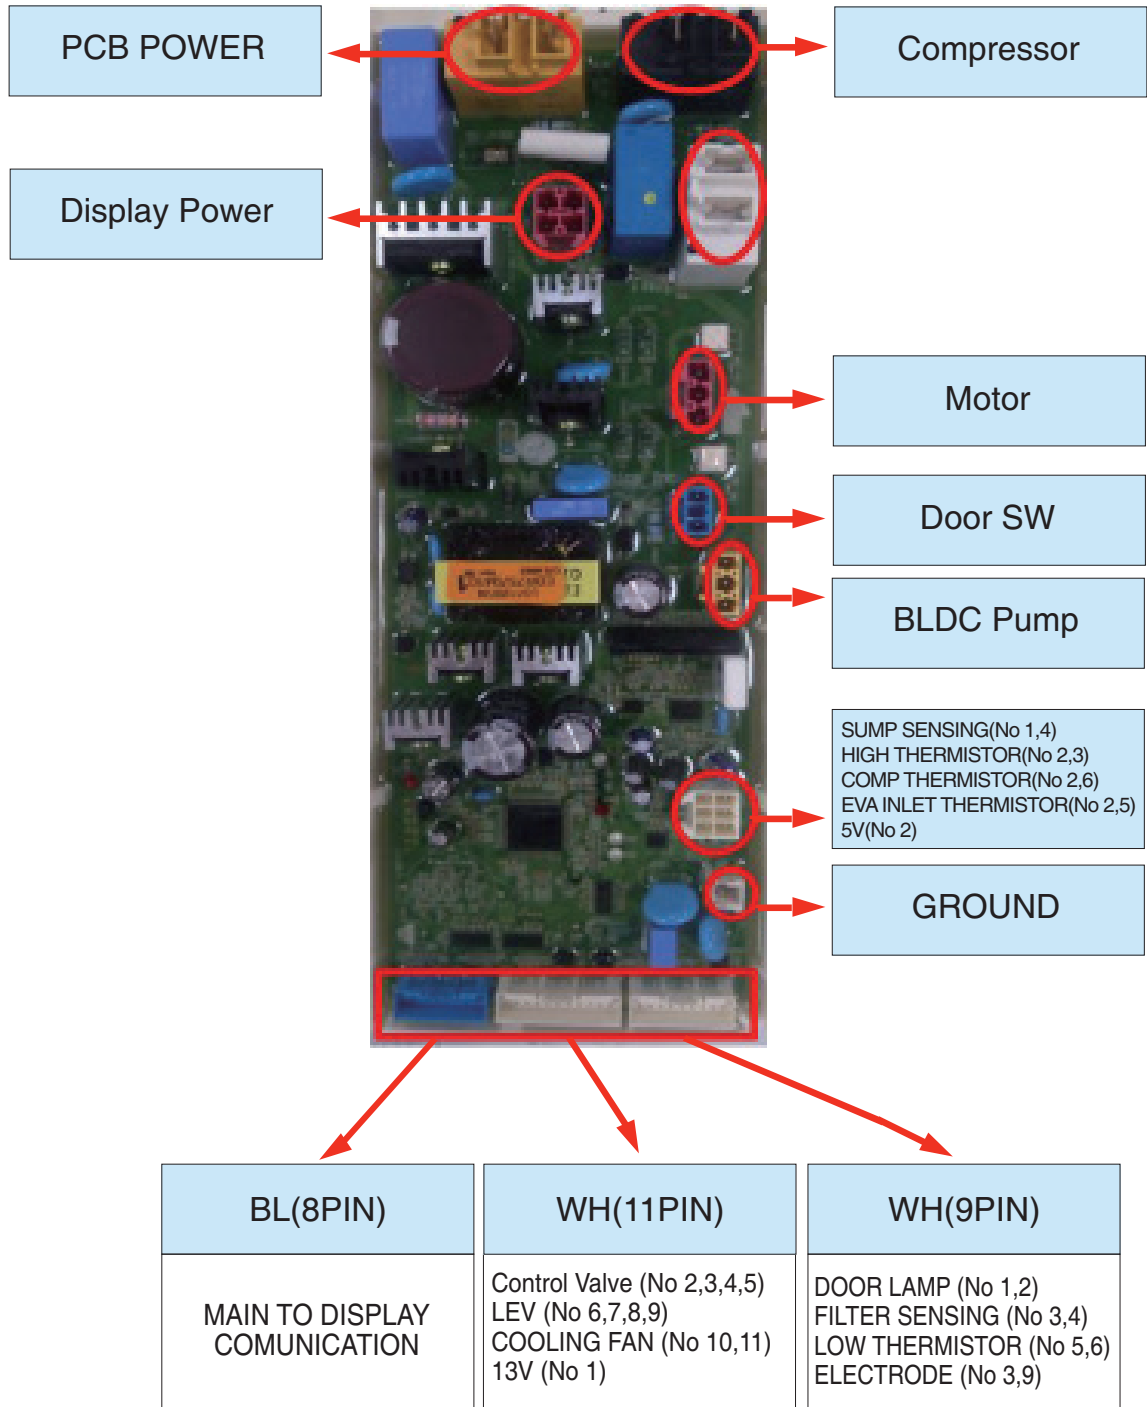 PCB POWER
Compressor
Display Power
Motor
Door SW
BLDC Pump
SUMP SENSING(No 1,4)
HIGH THERMISTOR(No 2,3)
COMP THERMISTOR(No 2,6)
EVA INLET THERMISTOR(No 2,5)
5V(No 2)
GROUND
BL(8PIN)
MAIN TO DISPLAY
COMUNICATION
WH(11PIN)
Control Valve (No 2,3,4,5)
LEV (No 6,7,8,9)
COOLING FAN (No 10,11)
13V (No 1)
WH(9PIN)
DOOR LAMP (No 1,2)
FILTER SENSING (No 3,4)
LOW THERMISTOR (No 5,6)
ELECTRODE (No 3,9)